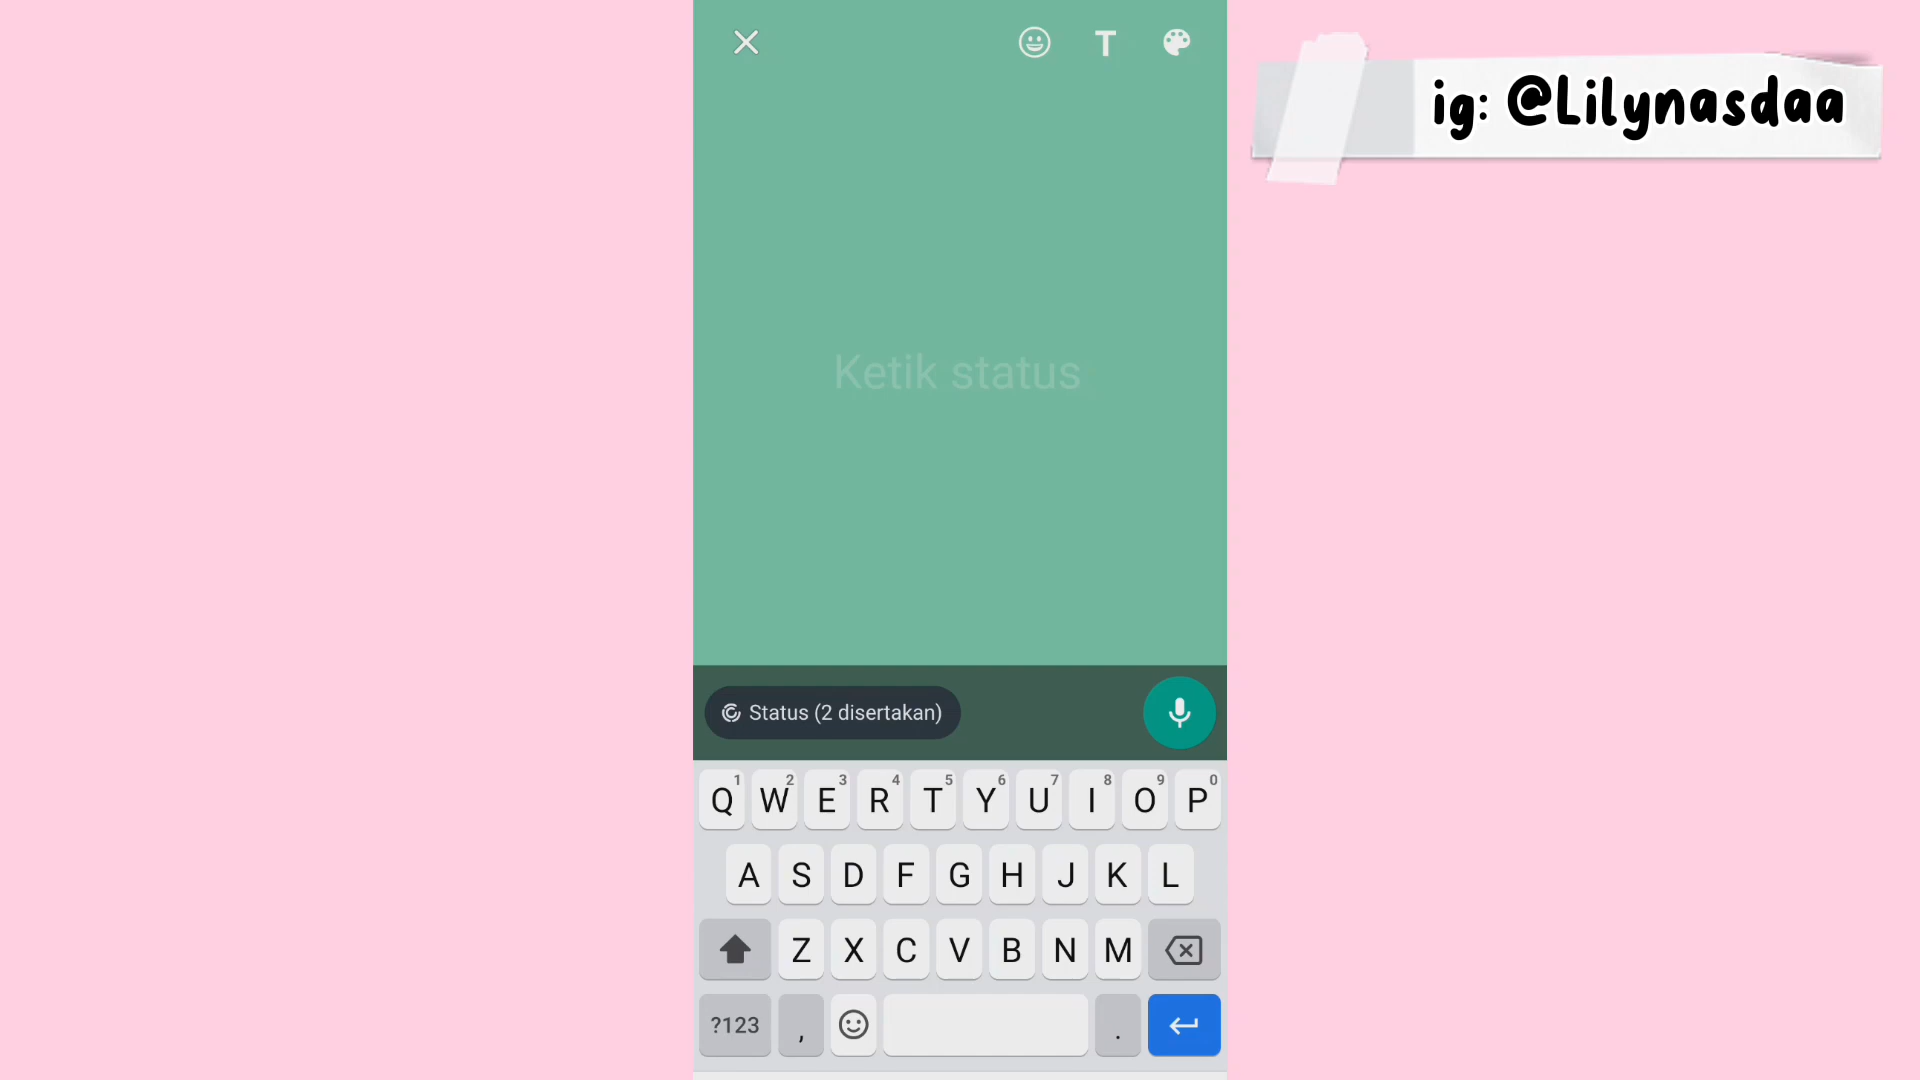 T
ig: @Lilynasdaa
Ketik status
Status (2 disertakan)
1 2 3 4 5 6 7 8 9 0
Q W E R T Y U I O P
A S D F G H J K L
Z X C V B N M
?123 , .